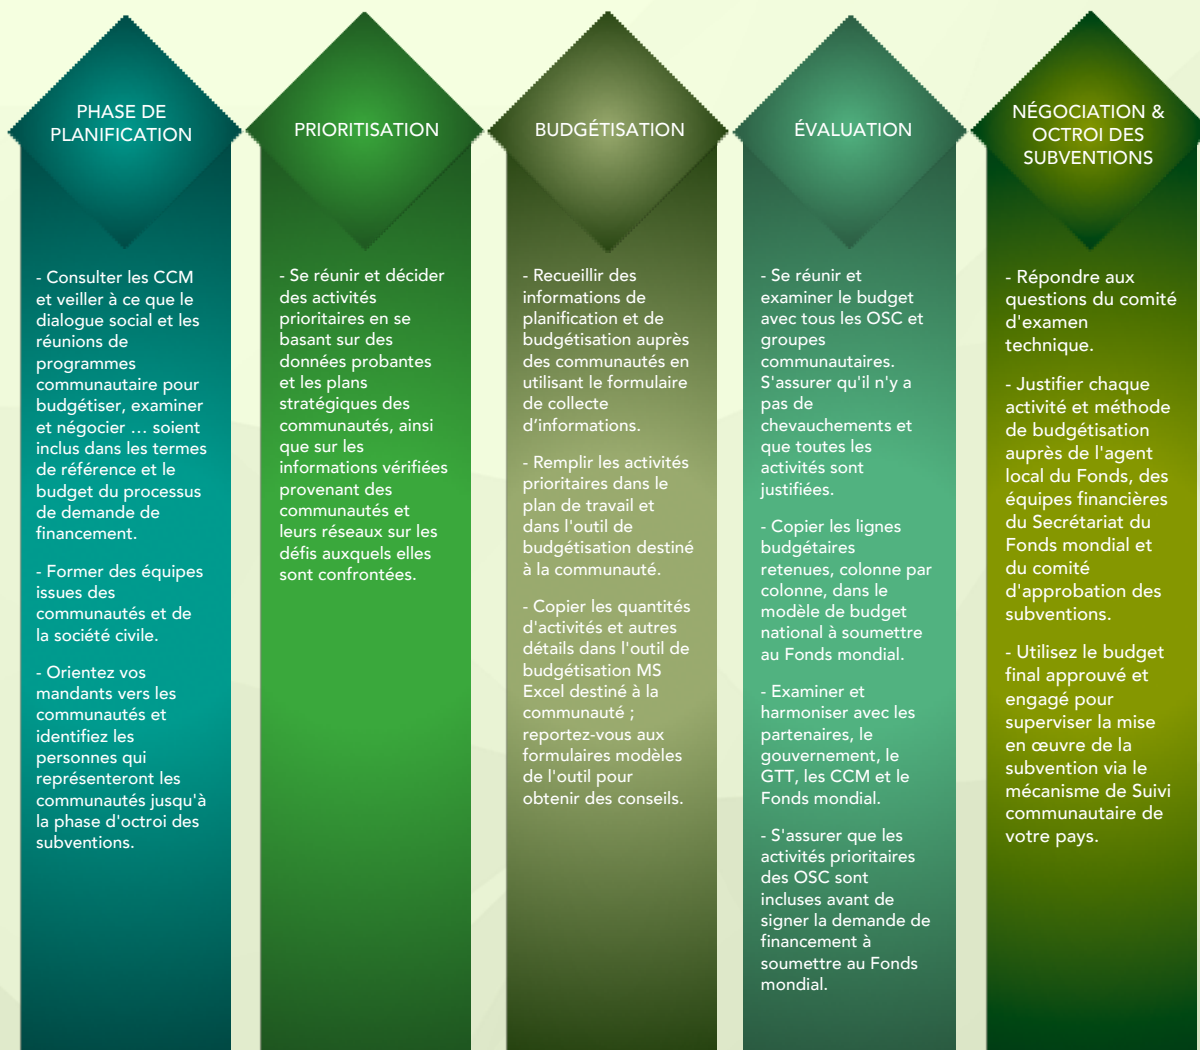 PHASE DE
PLANIFICATION
- Consulter les CCM
et veiller à ce que le
dialogue social et les
réunions de
programmes
communautaire pour
budgétiser, examiner
et négocier … soient
inclus dans les termes
de référence et le
budget du processus
de demande de
financement.
- Former des équipes
issues des
communautés et de
la société civile.
- Orientez vos
mandants vers les
communautés et
identifiez les
personnes qui
représenteront les
communautés jusqu'à
la phase d'octroi des
subventions.
PRIORITISATION
- Se réunir et décider
des activités
prioritaires en se
basant sur des
données probantes
et les plans
stratégiques des
communautés, ainsi
que sur les
informations vérifiées
provenant des
communautés et
leurs réseaux sur les
défis auxquels elles
sont confrontées.
BUDGÉTISATION
- Recueillir des
informations de
planification et de
budgétisation auprès
des communautés en
utilisant le formulaire
de collecte
d’informations.
- Remplir les activités
prioritaires dans le
plan de travail et
dans l'outil de
budgétisation destiné
à la communauté.
- Copier les quantités
d'activités et autres
détails dans l'outil de
budgétisation MS
Excel destiné à la
communauté ;
reportez-vous aux
formulaires modèles
de l'outil pour
obtenir des conseils.
ÉVALUATION
- Se réunir et
examiner le budget
avec tous les OSC et
groupes
communautaires.
S'assurer qu'il n'y a
pas de
chevauchements et
que toutes les
activités sont
justifiées.
- Copier les lignes
budgétaires
retenues, colonne par
colonne, dans le
modèle de budget
national à soumettre
au Fonds mondial.
- Examiner et
harmoniser avec les
partenaires, le
gouvernement, le
GTT, les CCM et le
Fonds mondial.
- S'assurer que les
activités prioritaires
des OSC sont
incluses avant de
signer la demande de
financement à
soumettre au Fonds
mondial.
NÉGOCIATION &
OCTROI DES
SUBVENTIONS
- Répondre aux
questions du comité
d'examen
technique.
- Justifier chaque
activité et méthode
de budgétisation
auprès de l'agent
local du Fonds, des
équipes financières
du Secrétariat du
Fonds mondial et
du comité
d'approbation des
subventions.
- Utilisez le budget
final approuvé et
engagé pour
superviser la mise
en œuvre de la
subvention via le
mécanisme de Suivi
communautaire de
votre pays.